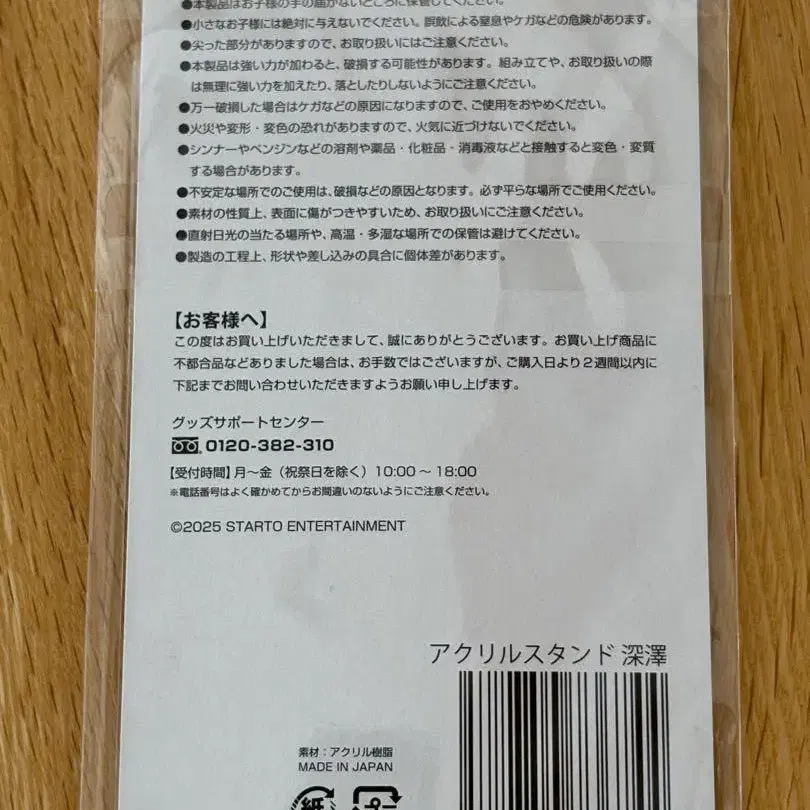 ●本製品はお子様の手の届かないところに保管してください。
●小さなお子様には絶対に与えないでください。誤飲による窒息やケガなどの危険があります。
●尖った部分がありますので、お取り扱いにはご注意ください。
●本製品は強い力が加わると、破損する可能性があります。組み立てや、お取り扱いの際
は無理に強い力を加えたり、落としたりしないようにご注意ください。
●万一破損した場合はケガなどの原因になりますので、ご使用をおやめください。
●火災や変形・変色の恐れがありますので、火気に近づけないでください。
●シンナーやベンジンなどの溶剤や薬品・化粧品・消毒液などと接触すると変色・変質
する場合があります。
●不安定な場所でのご使用は、破損などの原因となります。必ず平らな場所でご使用ください。
●素材の性質上、表面に傷がつきやすいため、お取り扱いにご注意ください。
●直射日光の当たる場所や、高温・多湿な場所での保管は避けてください。
●製造の工程上、形状や差し込みの具合に個体差があります。
【お客様へ】
この度はお買い上げいただきまして、誠にありがとうございます。お買い上げ商品に
不都合品などありました場合は、お手数ではございますが、ご購入日より2週間以内に
下記までお問い合わせいただきますようお願い申し上げます。
グッズサポートセンター
0120-382-310
【受付時間】月〜金（祝祭日を除く）10:00〜18:00
※電話番号はよく確かめてからお間違いのないようにご注意ください。
©2025 STARTO ENTERTAINMENT
アクリルスタンド 深澤
素材：アクリル樹脂
MADE IN JAPAN
紙